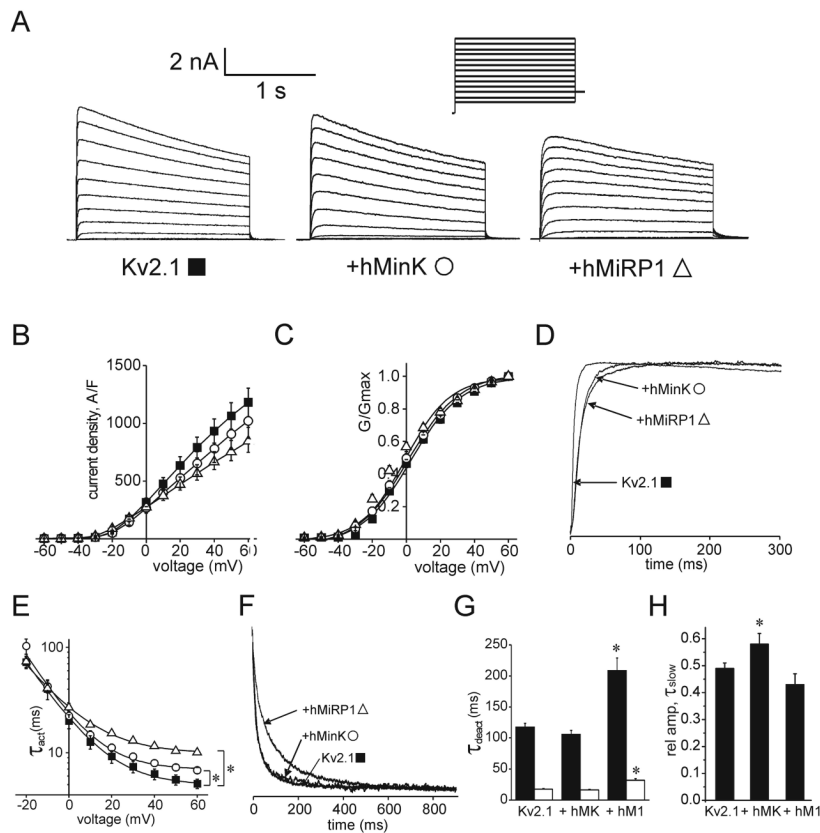 A
2 nA
1 s
Kv2.1 ■
+hMinK ○
+hMiRP1 △
B
current density, A/F
1500
1000
500
-60 -40 -20 0 20 40 60
voltage (mV)
C
G/Gmax
1.0
0.8
0.6
0.4
0.2
-60 -40 -20 0 20 40 60
voltage (mV)
D
+hMinK ○
+hMiRP1 △
Kv2.1 ■
0 100 200 300
time (ms)
E
τact (ms)
100
10
-20 0 20 40 60
voltage (mV)
*
*
F
+hMiRP1 △
+hMinK ○
Kv2.1 ■
0 200 400 600 800
time (ms)
G
τdeact (ms)
250
200
150
100
50
0
*
*
Kv2.1 + hMK + hM1
H
rel amp, τslow
0.6
0.5
0.4
0.3
0.2
0.1
0.0
*
Kv2.1 + hMK + hM1